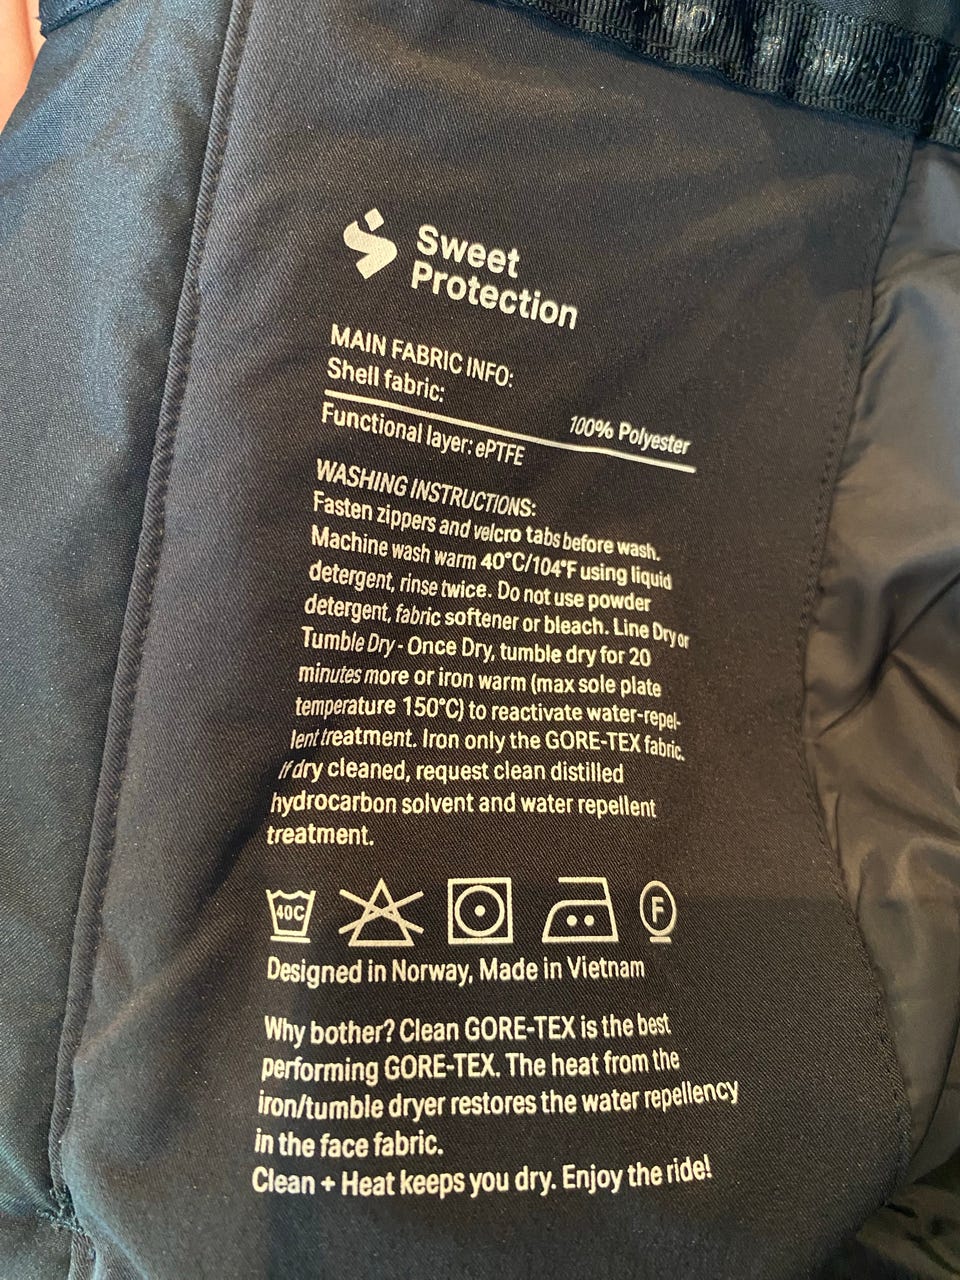 Sweet
Protection
MAIN FABRIC INFO:
Shell fabric:
100% Polyester
Functional layer: ePTFE
WASHING INSTRUCTIONS:
Fasten zippers and velcro tabs before wash.
Machine wash warm 40°C/104°F using liquid
detergent, rinse twice. Do not use powder
detergent, fabric softener or bleach. Line Dry or
Tumble Dry - Once Dry, tumble dry for 20
minutes more or iron warm (max sole plate
temperature 150°C) to reactivate water-repel-
lent treatment. Iron only the GORE-TEX fabric.
If dry cleaned, request clean distilled
hydrocarbon solvent and water repellent
treatment.
40C F
Designed in Norway, Made in Vietnam
Why bother? Clean GORE-TEX is the best
performing GORE-TEX. The heat from the
iron/tumble dryer restores the water repellency
in the face fabric.
Clean + Heat keeps you dry. Enjoy the ride!